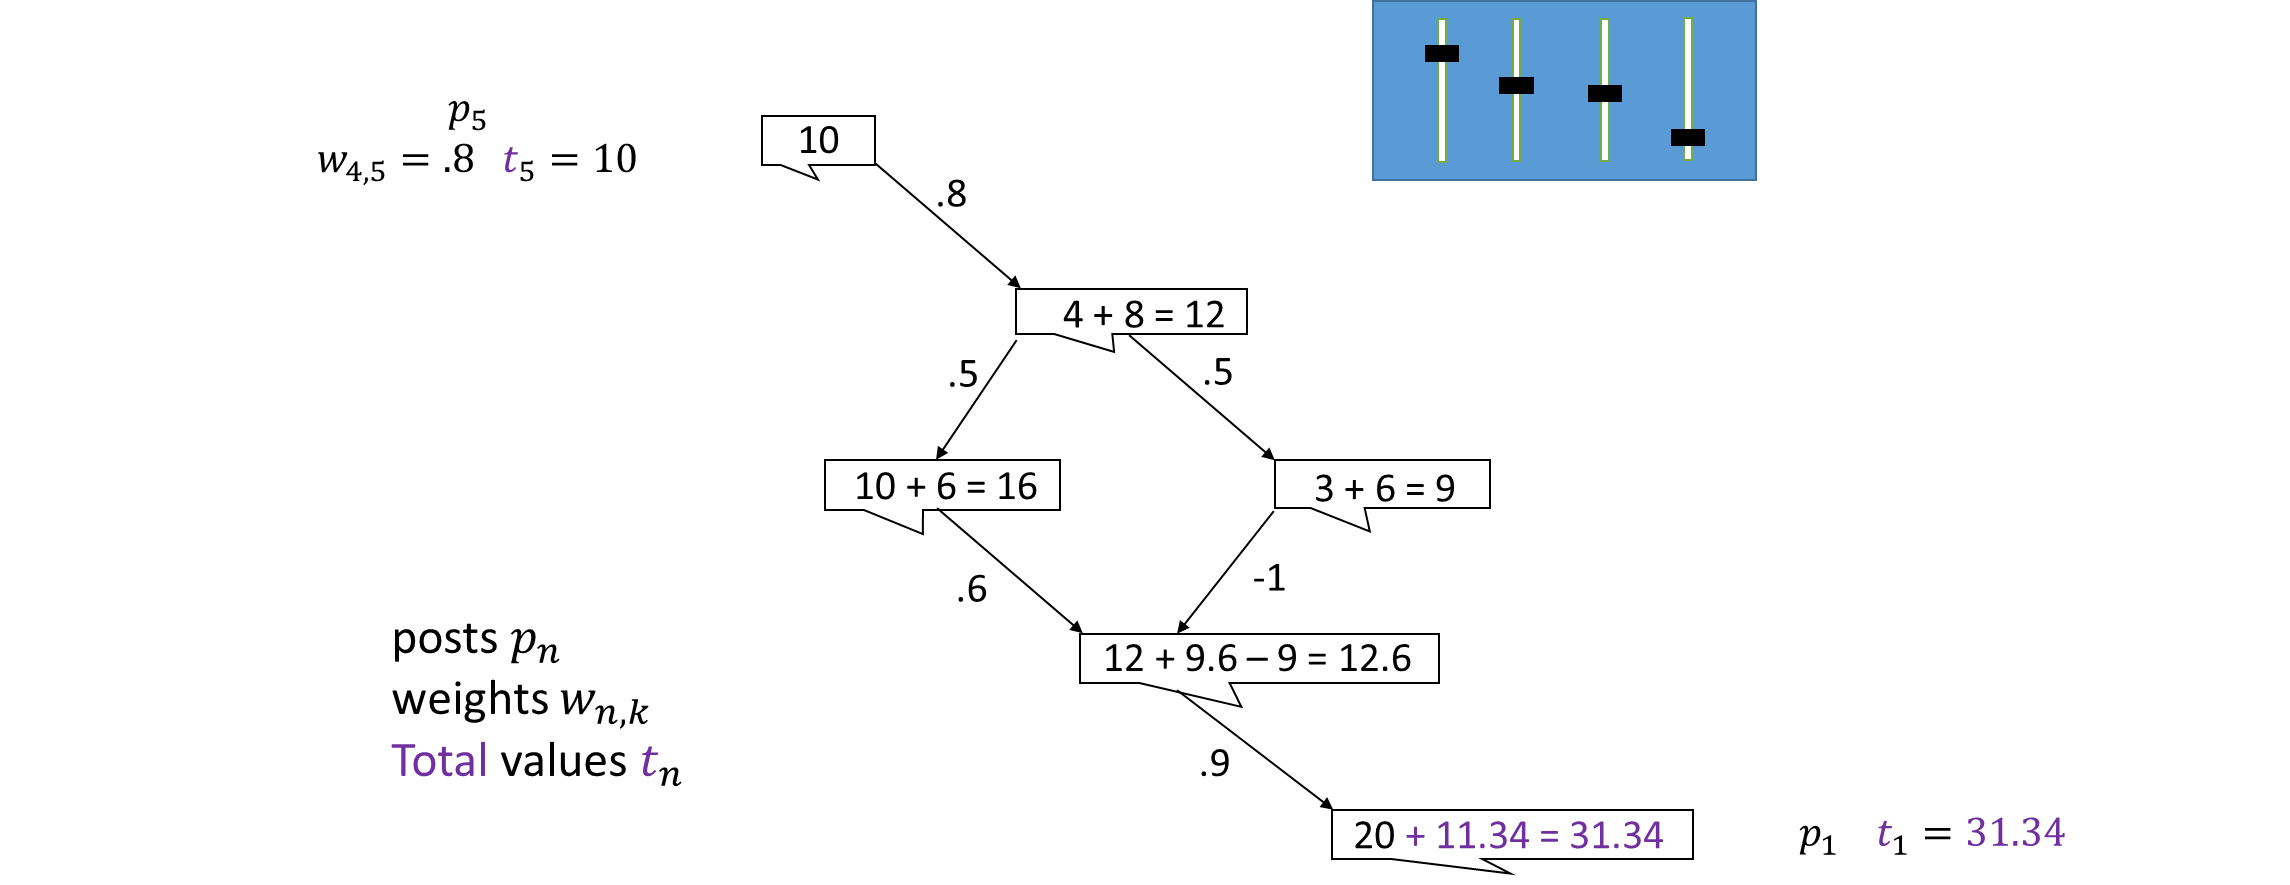 p₅
w₄,₅ = .8 t₅ = 10
10
.8
4 + 8 = 12
.5
.5
10 + 6 = 16
3 + 6 = 9
.6
-1
posts pₙ
12 + 9.6 – 9 = 12.6
weights wₙ,ₖ
Total values tₙ
.9
20 + 11.34 = 31.34
p₁ t₁ = 31.34